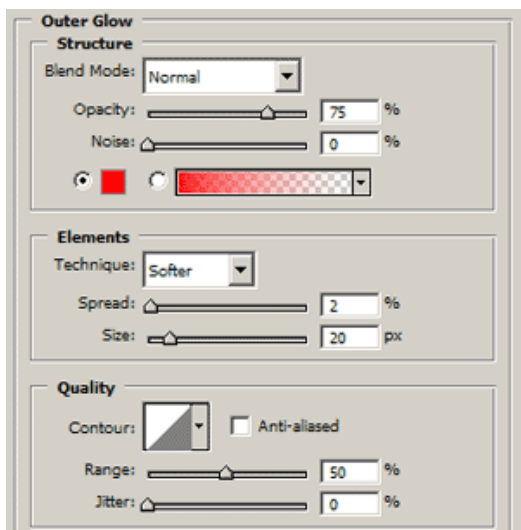 Outer Glow
Structure
Blend Mode: Normal
Opacity: 75 %
Noise: 0 %
Elements
Technique: Softer
Spread: 2 %
Size: 20 px
Quality
Contour: Anti-aliased
Range: 50 %
Jitter: 0 %